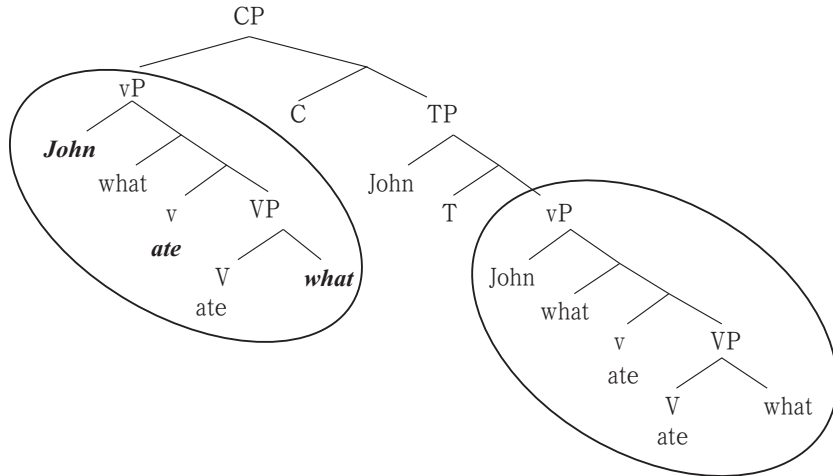 CP
vP
C TP
John
what John
v VP T vP
ate
V what John
ate what
v VP
ate
V what
ate